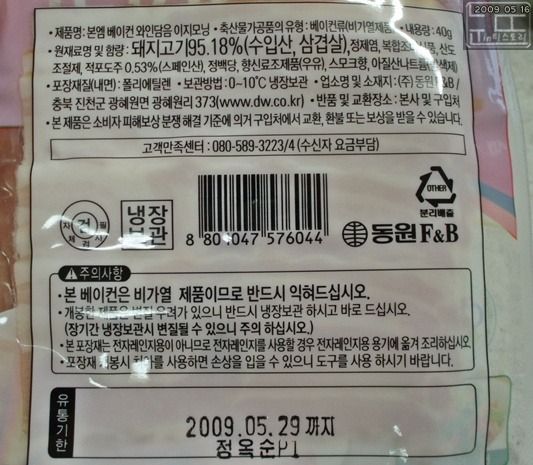 2009.05.16
티스토리
• 제품명 : 본엠 베이컨 와인담음 이지모닝 • 축산물가공품의 유형 : 베이컨류(비가열제품) • 내용량 : 40g
• 원재료명 및 함량 : 돼지고기95.18%(수입산, 삼겹살), 정제염, 복합조미식품, 산도
조절제, 적포도주 0.53%(스페인산), 정백당, 향신료조제품(우유), 스모크향, 아질산나트륨(발색제)
• 포장재질(내면) : 폴리에틸렌 • 보관방법 : 0~10℃ 냉장보관 • 업소명 및 소재지 : (주)동원F&B/
충북 진천군 광혜원면 광혜원리 373(www.dw.co.kr) • 반품 및 교환장소 : 본사 및 구입처
• 본 제품은 소비자 피해보상 분쟁 해결 기준에 의거 구입처에서 교환, 환불 또는 보상을 받을 수 있습니다.
고객만족센터 : 080-589-3223/4 (수신자 요금부담)
건
냉장
보관
8 801047 576044
OTHER
분리배출
동원F&B
주의사항
• 본 베이컨은 비가열 제품이므로 반드시 익혀드십시오.
• 개봉한 제품은 변질 우려가 있으니 반드시 냉장보관 하시고 바로 드십시오.
(장기간 냉장보관시 변질될 수 있으니 주의 하십시오.)
• 본 포장재는 전자레인지용이 아니므로 전자레인지를 사용할 경우 전자레인지용 용기에 옮겨 조리하십시오.
• 포장재 개봉시 치아를 사용하면 손상을 입을 수 있으니 도구를 사용 하시기 바랍니다.
유통기한
2009.05.29 까지
정옥순P1